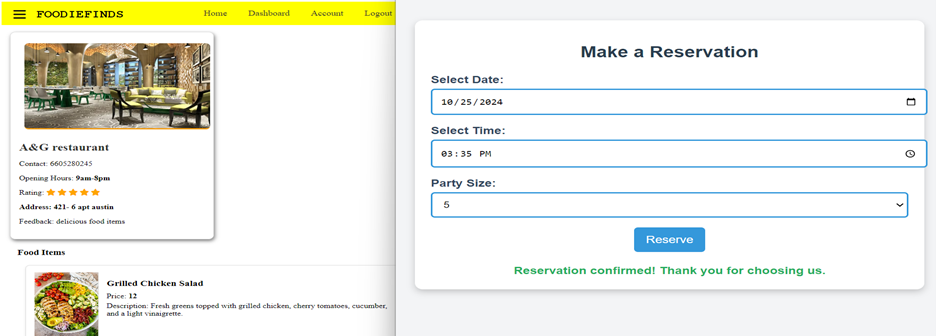 FOODIEFINDS
Home Dashboard Account Logout
A&G restaurant
Contact: 6605280245
Opening Hours: 9am-8pm
Rating:
Address: 421- 6 apt austin
Feedback: delicious food items
Food Items
Grilled Chicken Salad
Price: 12
Description: Fresh greens topped with grilled chicken, cherry tomatoes, cucumber,
and a light vinaigrette.
Make a Reservation
Select Date:
10/25/2024
Select Time:
03:35 PM
Party Size:
5
Reserve
Reservation confirmed! Thank you for choosing us.